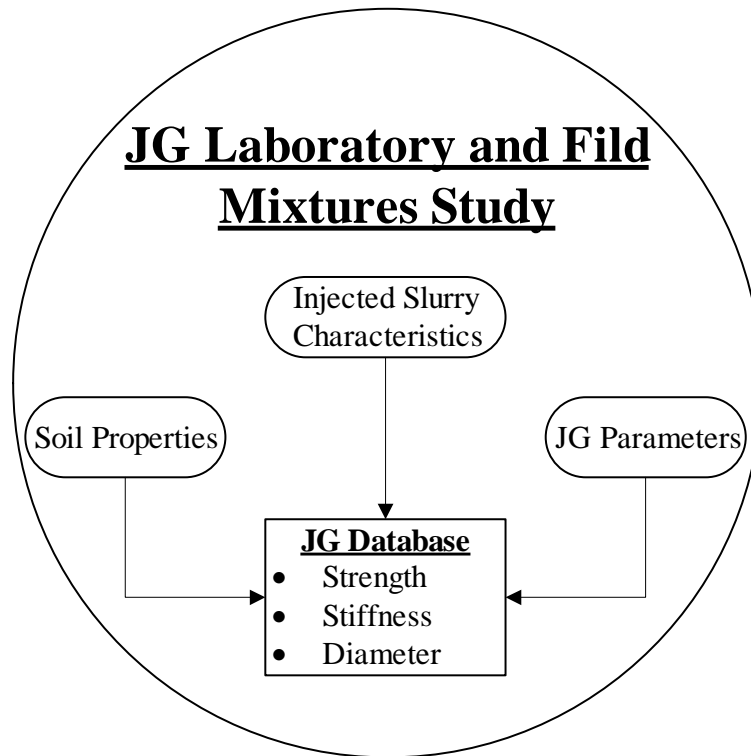 JG Laboratory and Fild
Mixtures Study
Injected Slurry
Characteristics
Soil Properties
JG Parameters
JG Database
• Strength
• Stiffness
• Diameter